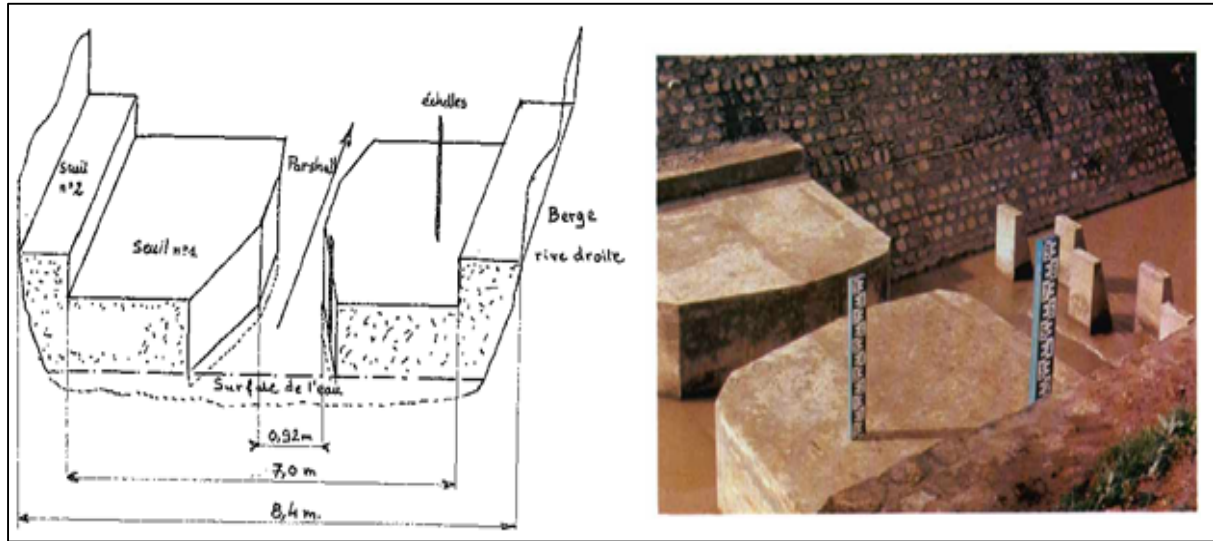 échelles
Parshall
Seuil
n°2
Seuil n°1
Berge
rive droite
Surface de l'eau
0,92m
7,0 m
8,4 m.